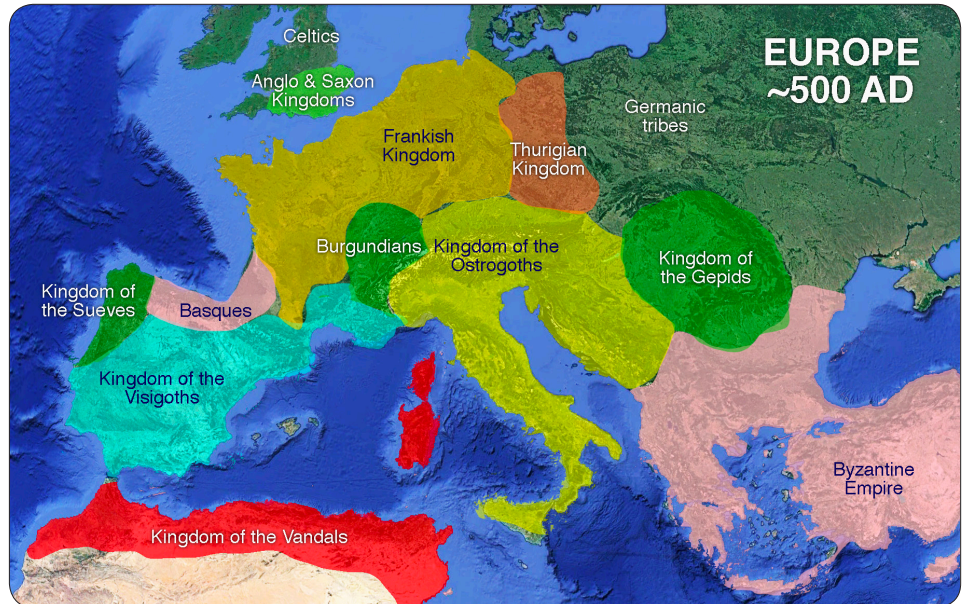 EUROPE
~500 AD
Celtics
Anglo & Saxon
Kingdoms
Frankish
Kingdom
Thurigian
Kingdom
Germanic
tribes
Burgundians
Kingdom of the
Ostrogoths
Kingdom of
the Gepids
Kingdom of
the Sueves
Basques
Kingdom of the
Visigoths
Byzantine
Empire
Kingdom of the Vandals